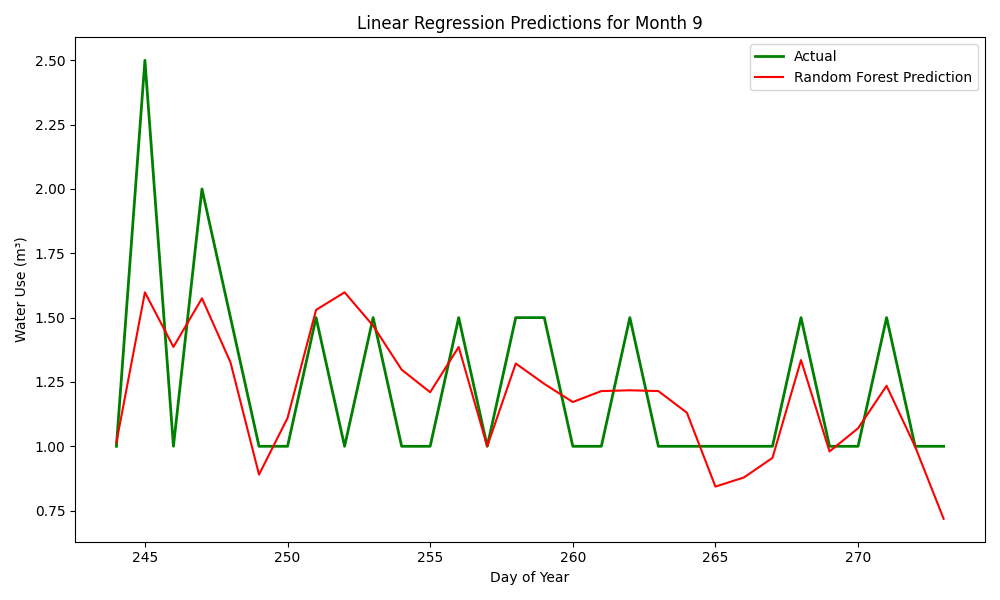 Linear Regression Predictions for Month 9
Actual
Random Forest Prediction
2.50
2.25
2.00
1.75
1.50
1.25
1.00
0.75
Water Use (m³)
245 250 255 260 265 270
Day of Year